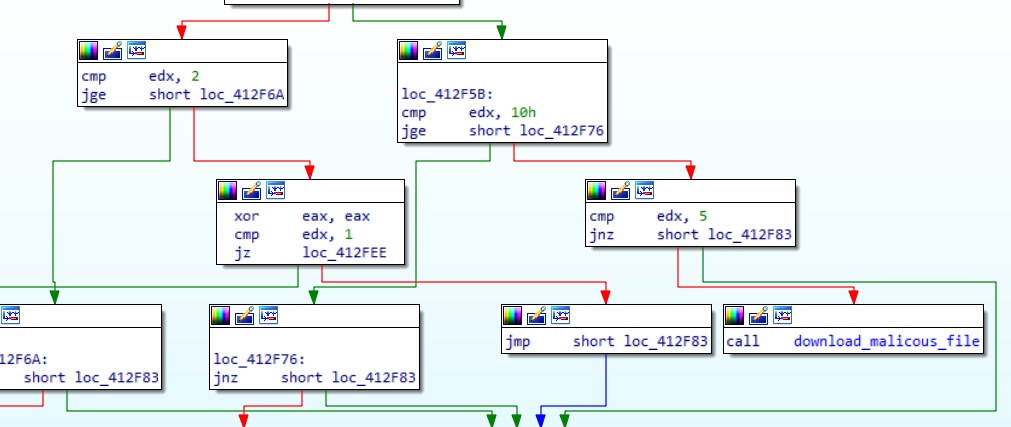 cmp edx, 2
jge short loc_412F6A
loc_412F5B:
cmp edx, 10h
jge short loc_412F76
xor eax, eax
cmp edx, 1
jz loc_412FEE
cmp edx, 5
jnz short loc_412F83
12F6A:
short loc_412F83
loc_412F76:
jnz short loc_412F83
jmp short loc_412F83
call download_malicous_file